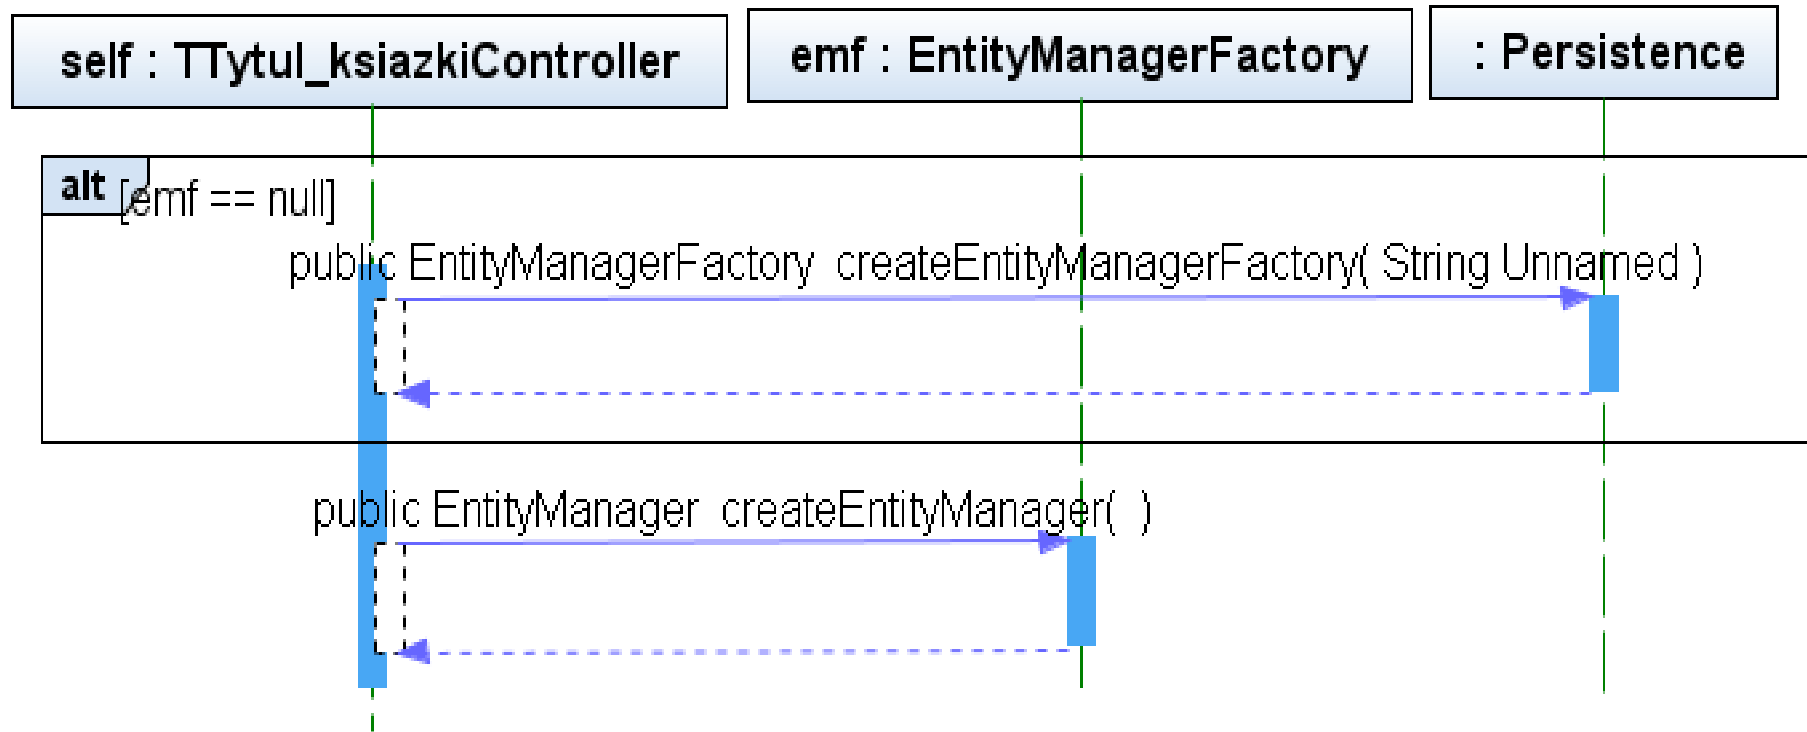 self : TTytul_ksiazkiController
emf : EntityManagerFactory
: Persistence
alt
[emf == null]
public EntityManagerFactory createEntityManagerFactory( String Unnamed )
public EntityManager createEntityManager( )